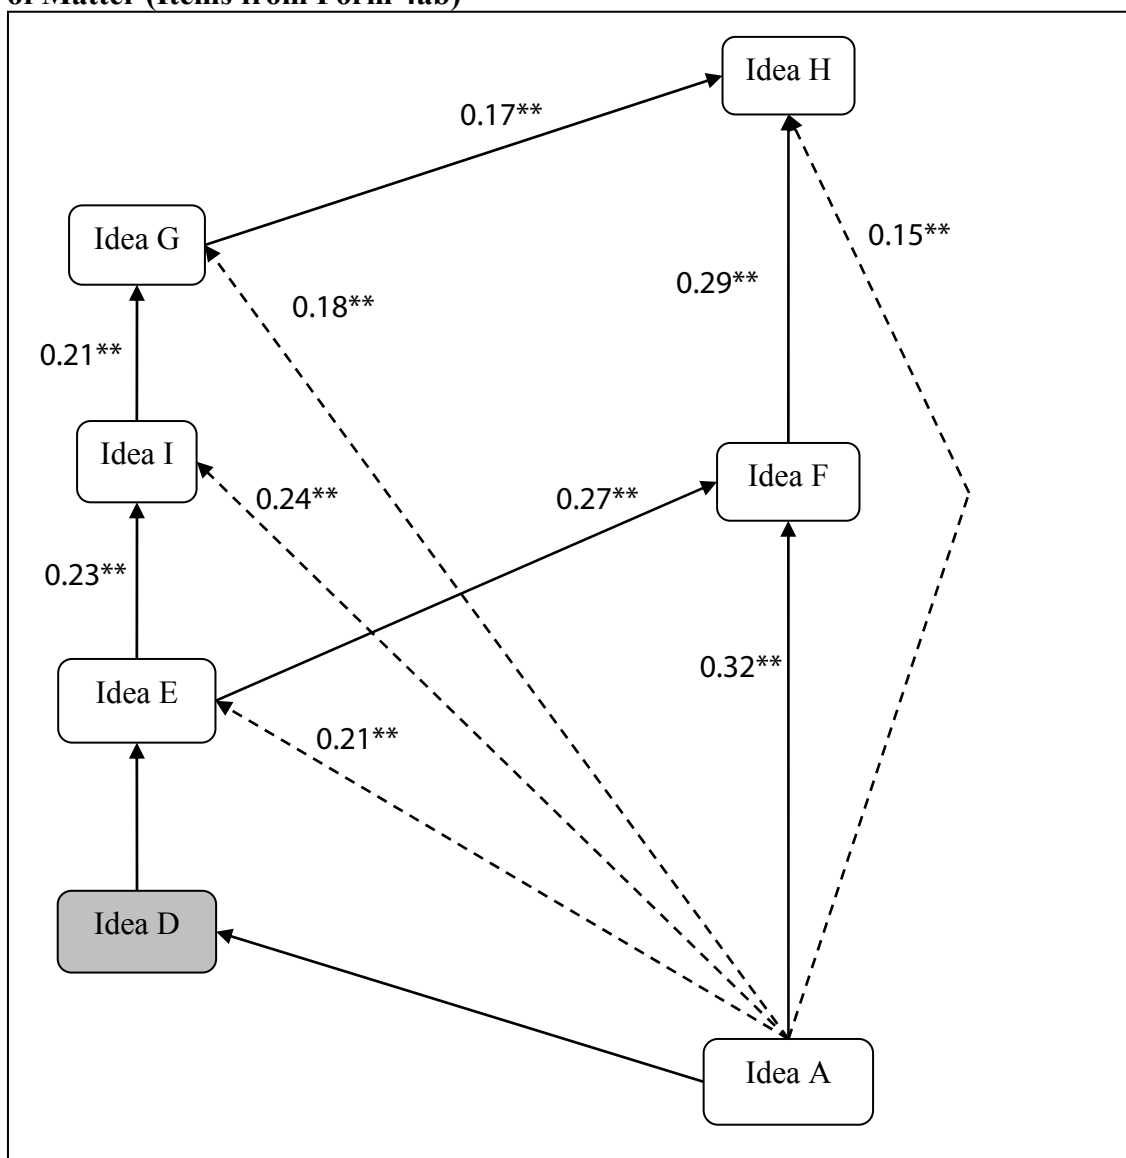 of Matter (Items from Form 4ab)
Idea H
0.17**
Idea G
0.15**
0.29**
0.18**
0.21**
Idea I
Idea F
0.24**
0.27**
0.23**
0.32**
Idea E
0.21**
Idea D
Idea A